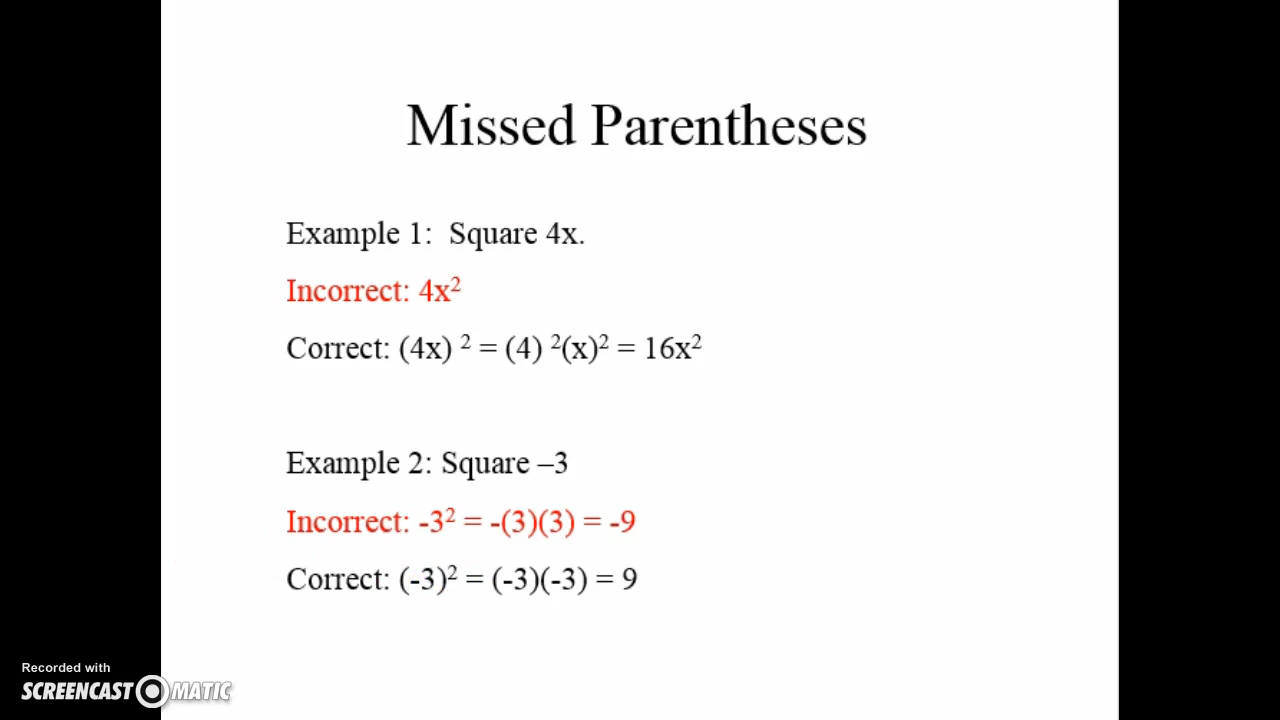 Missed Parentheses
Example 1: Square 4x.
Incorrect: 4x²
Correct: (4x) ² = (4) ²(x)² = 16x²
Example 2: Square –3
Incorrect: -3² = -(3)(3) = -9
Correct: (-3)² = (-3)(-3) = 9
Recorded with
SCREENCAST MATIC